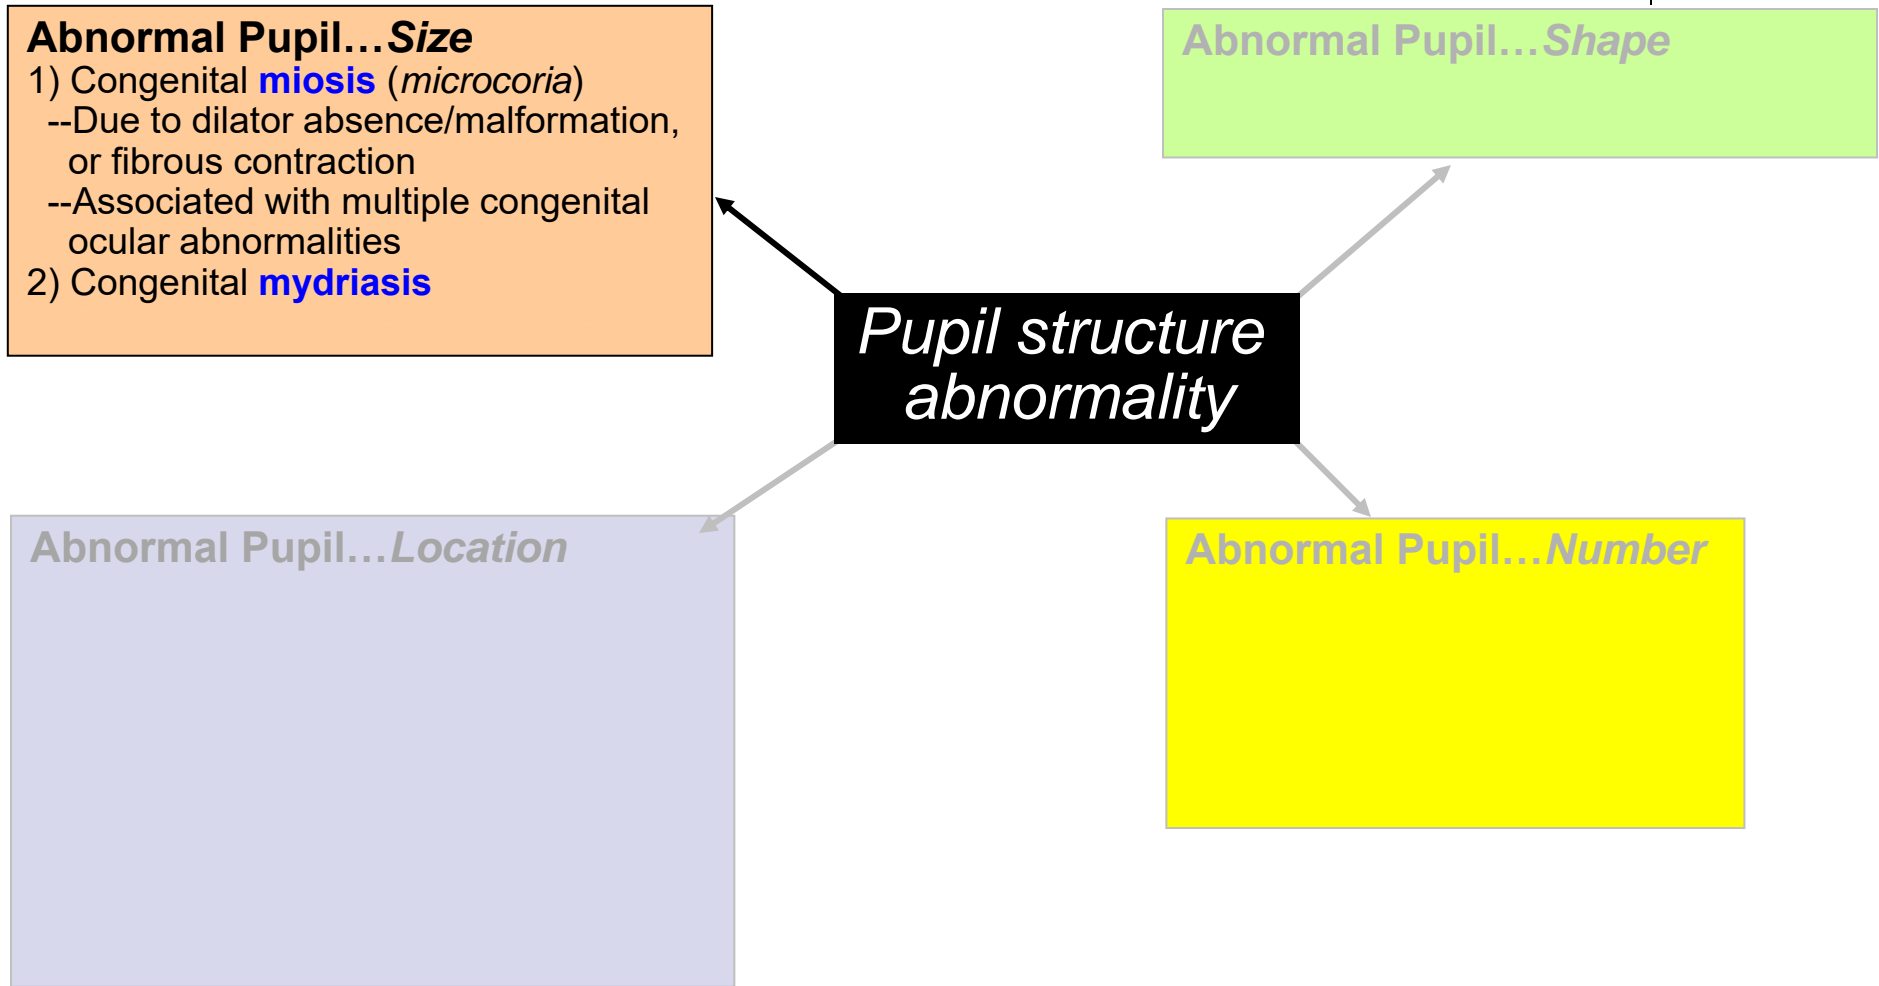 Abnormal Pupil…Size
1) Congenital miosis (microcoria)
--Due to dilator absence/malformation,
or fibrous contraction
--Associated with multiple congenital
ocular abnormalities
2) Congenital mydriasis
Abnormal Pupil…Shape
Pupil structure
abnormality
Abnormal Pupil…Location
Abnormal Pupil…Number